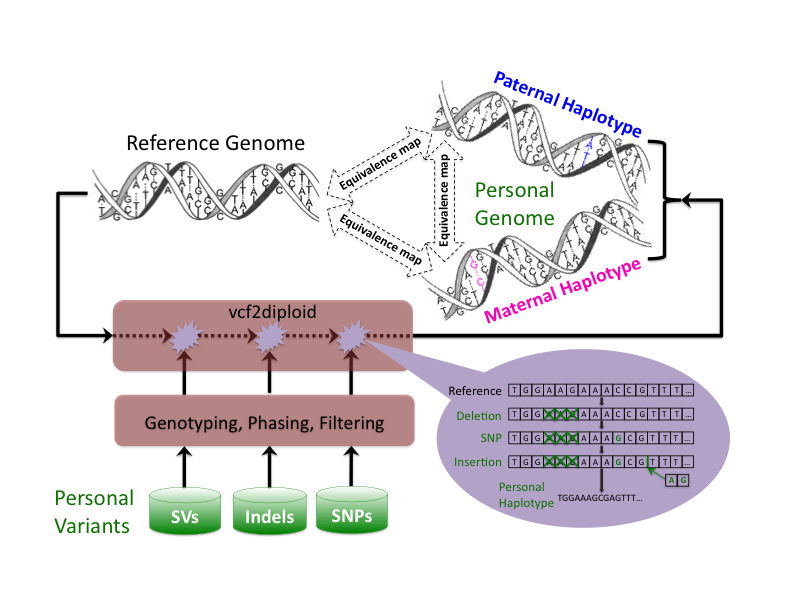 Paternal Haplotype
Reference Genome
Equivalence map
Equivalence map
Equivalence map
Personal
Genome
Maternal Haplotype
vcf2diploid
Genotyping, Phasing, Filtering
Personal
Variants
SVs
Indels
SNPs
Reference T G G A A G A A A C C G T T T ...
Deletion T G G A A A C C G T T T ...
SNP T G G A A A G C G T T T ...
Insertion T G G A A A G C G T T T ...
A G
Personal
Haplotype
TGGAAAGCGAGTTT...